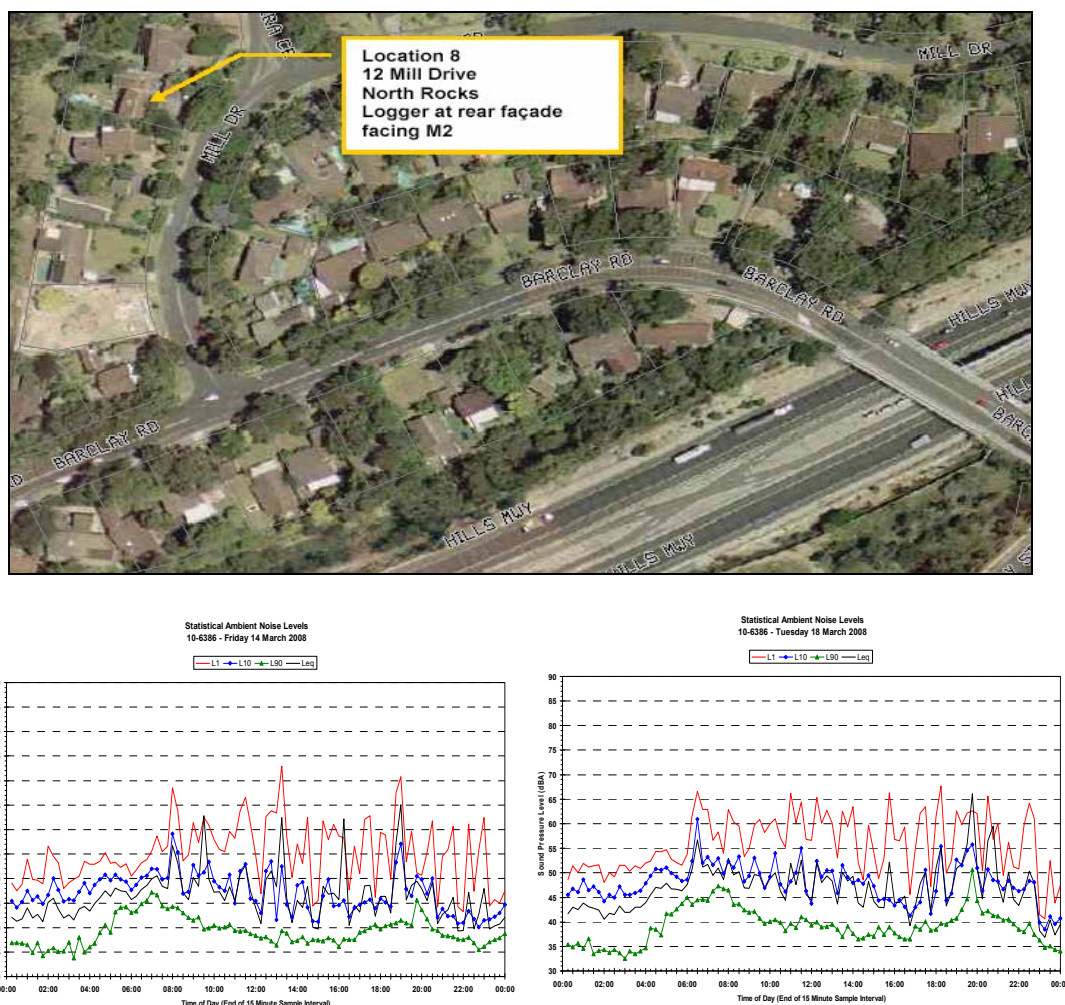 RA CR
Location 8
12 Mill Drive
North Rocks
Logger at rear façade
facing M2
MILL DR
MILL DR
BARCLAY RD
BARCLAY RD
HILLS MWY
BARCLAY RD
HILLS MWY
HILLS MWY
Statistical Ambient Noise Levels
10-6386 - Friday 14 March 2008
L1 L10 L90 Leq
00:00 02:00 04:00 06:00 08:00 10:00 12:00 14:00 16:00 18:00 20:00 22:00 00:00
Time of Day (End of 15 Minute Sample Interval)
Statistical Ambient Noise Levels
10-6386 - Tuesday 18 March 2008
L1 L10 L90 Leq
Sound Pressure Level (dBA)
90
85
80
75
70
65
60
55
50
45
40
35
30
00:00 02:00 04:00 06:00 08:00 10:00 12:00 14:00 16:00 18:00 20:00 22:00
Time of Day (End of 15 Minute Sample Interval)